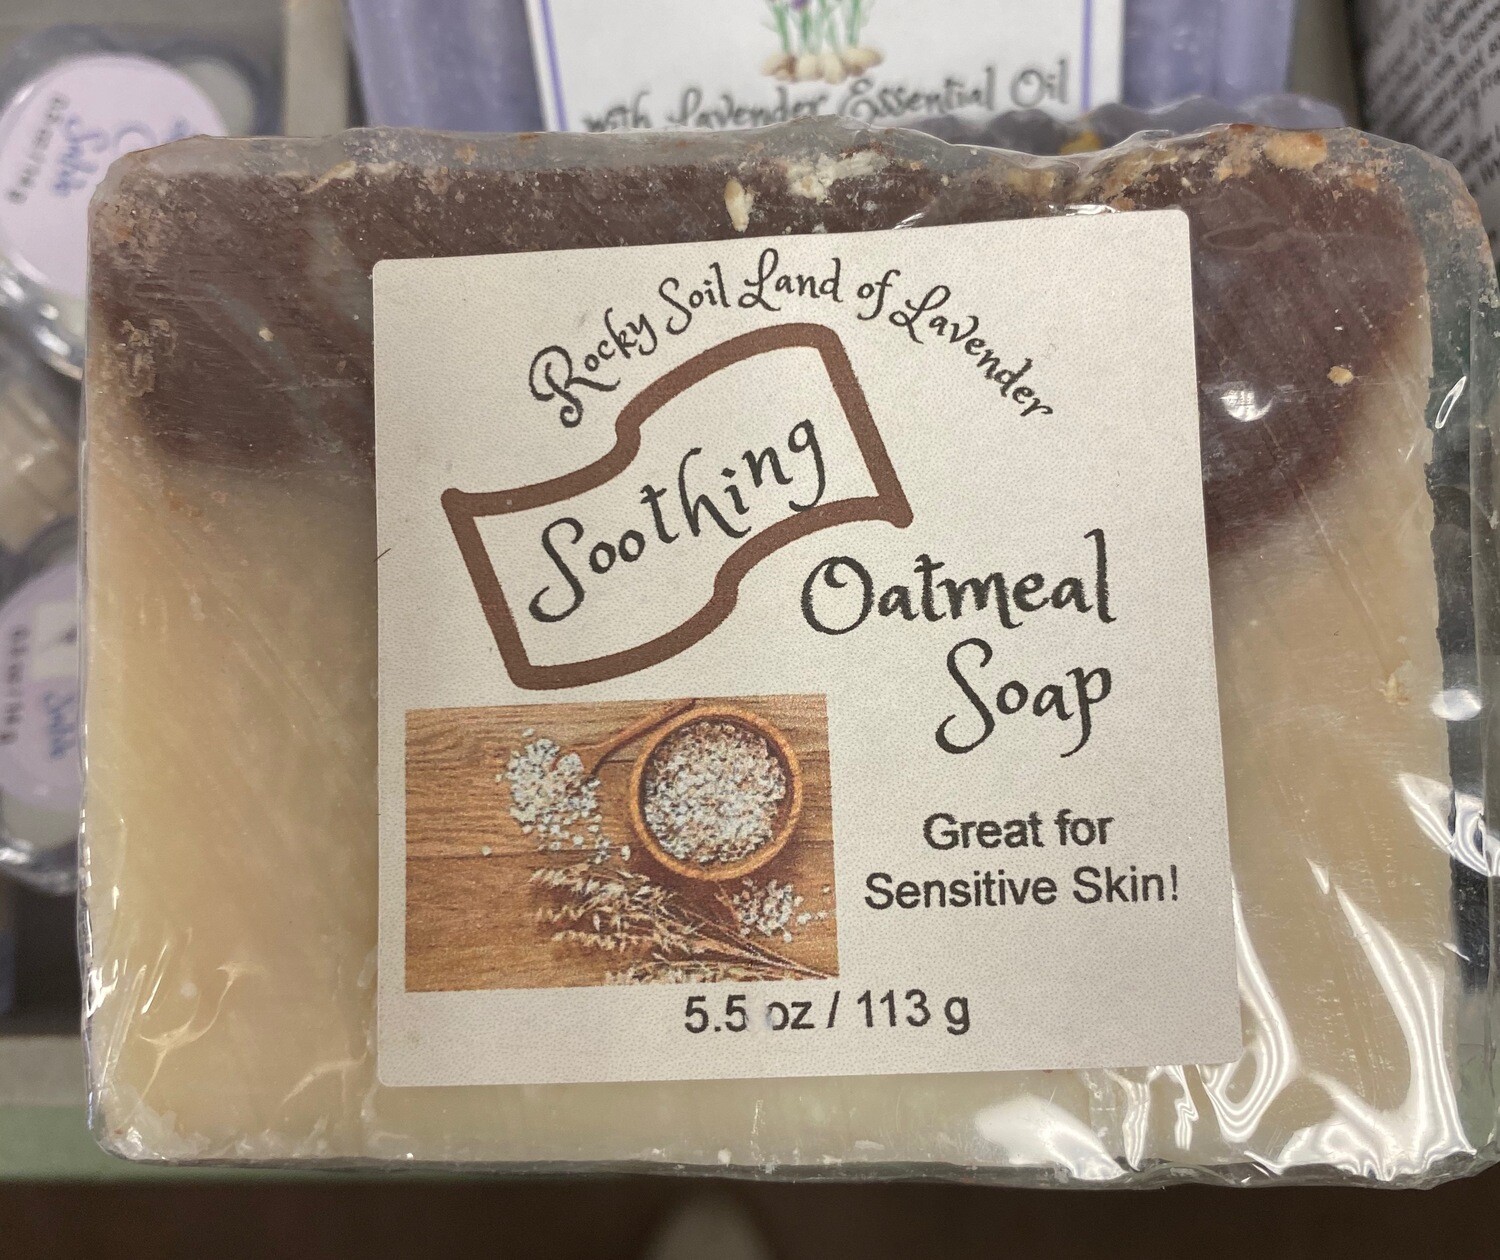 with Lavender Essential Oil
Rocky Soil Land of Lavender
Soothing
Oatmeal
Soap
Great for
Sensitive Skin!
5.5 oz / 113 g